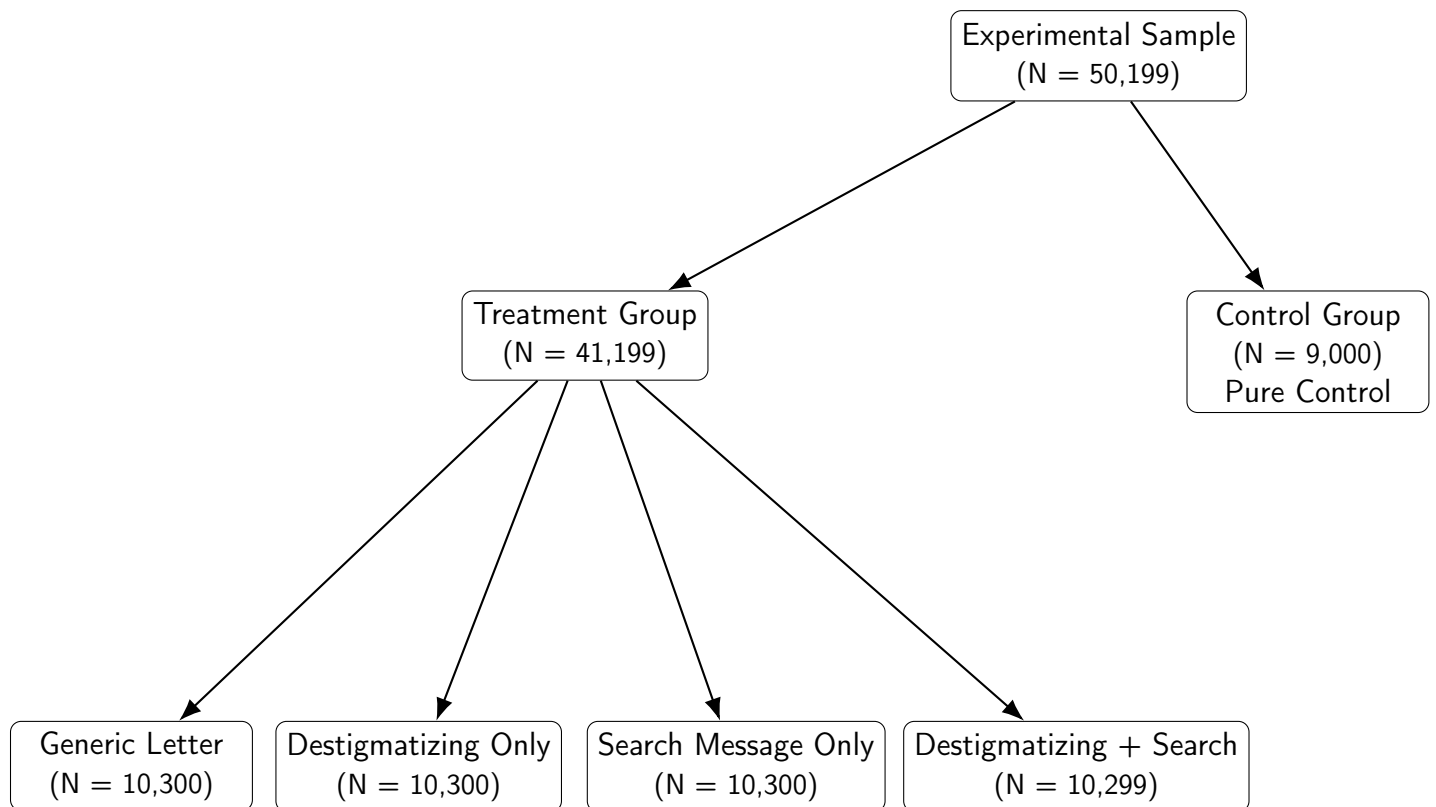 Experimental Sample
(N = 50,199)
Treatment Group
(N = 41,199)
Control Group
(N = 9,000)
Pure Control
Generic Letter
(N = 10,300)
Destigmatizing Only
(N = 10,300)
Search Message Only
(N = 10,300)
Destigmatizing + Search
(N = 10,299)